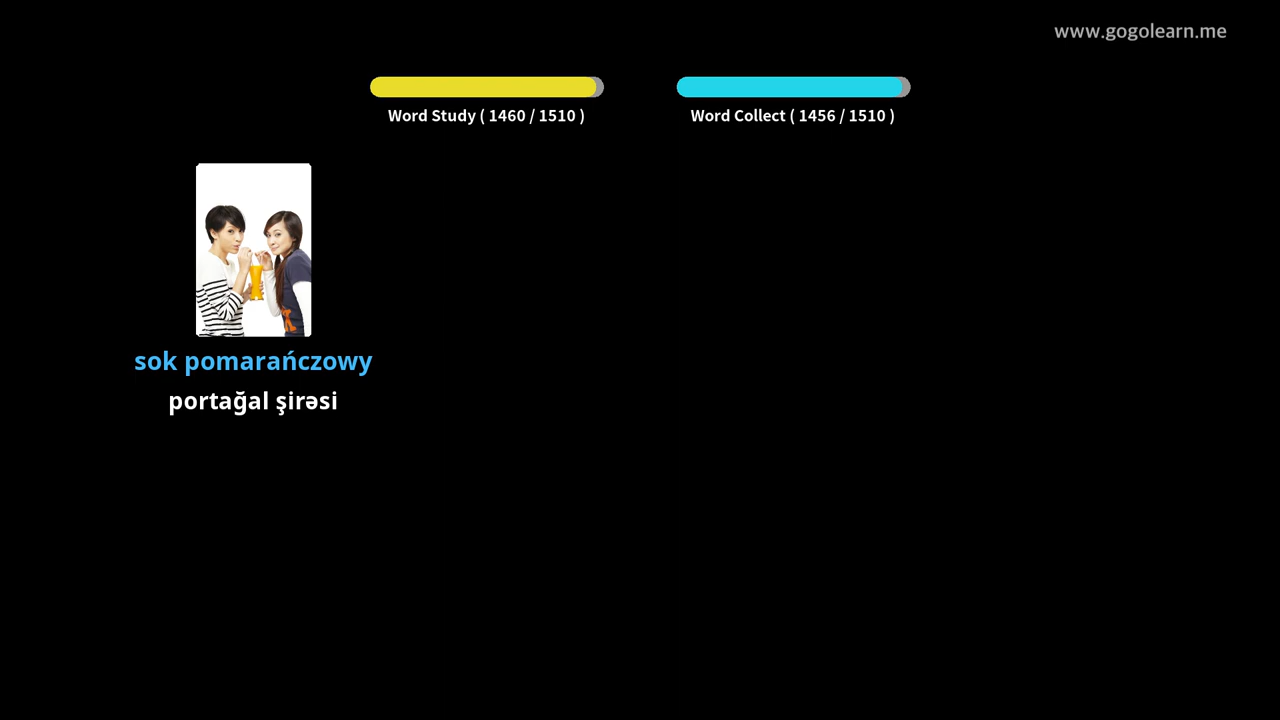 www.gogolearn.me
Word Study ( 1460 / 1510 )
Word Collect ( 1456 / 1510 )
sok pomarańczowy
portağal şirəsi